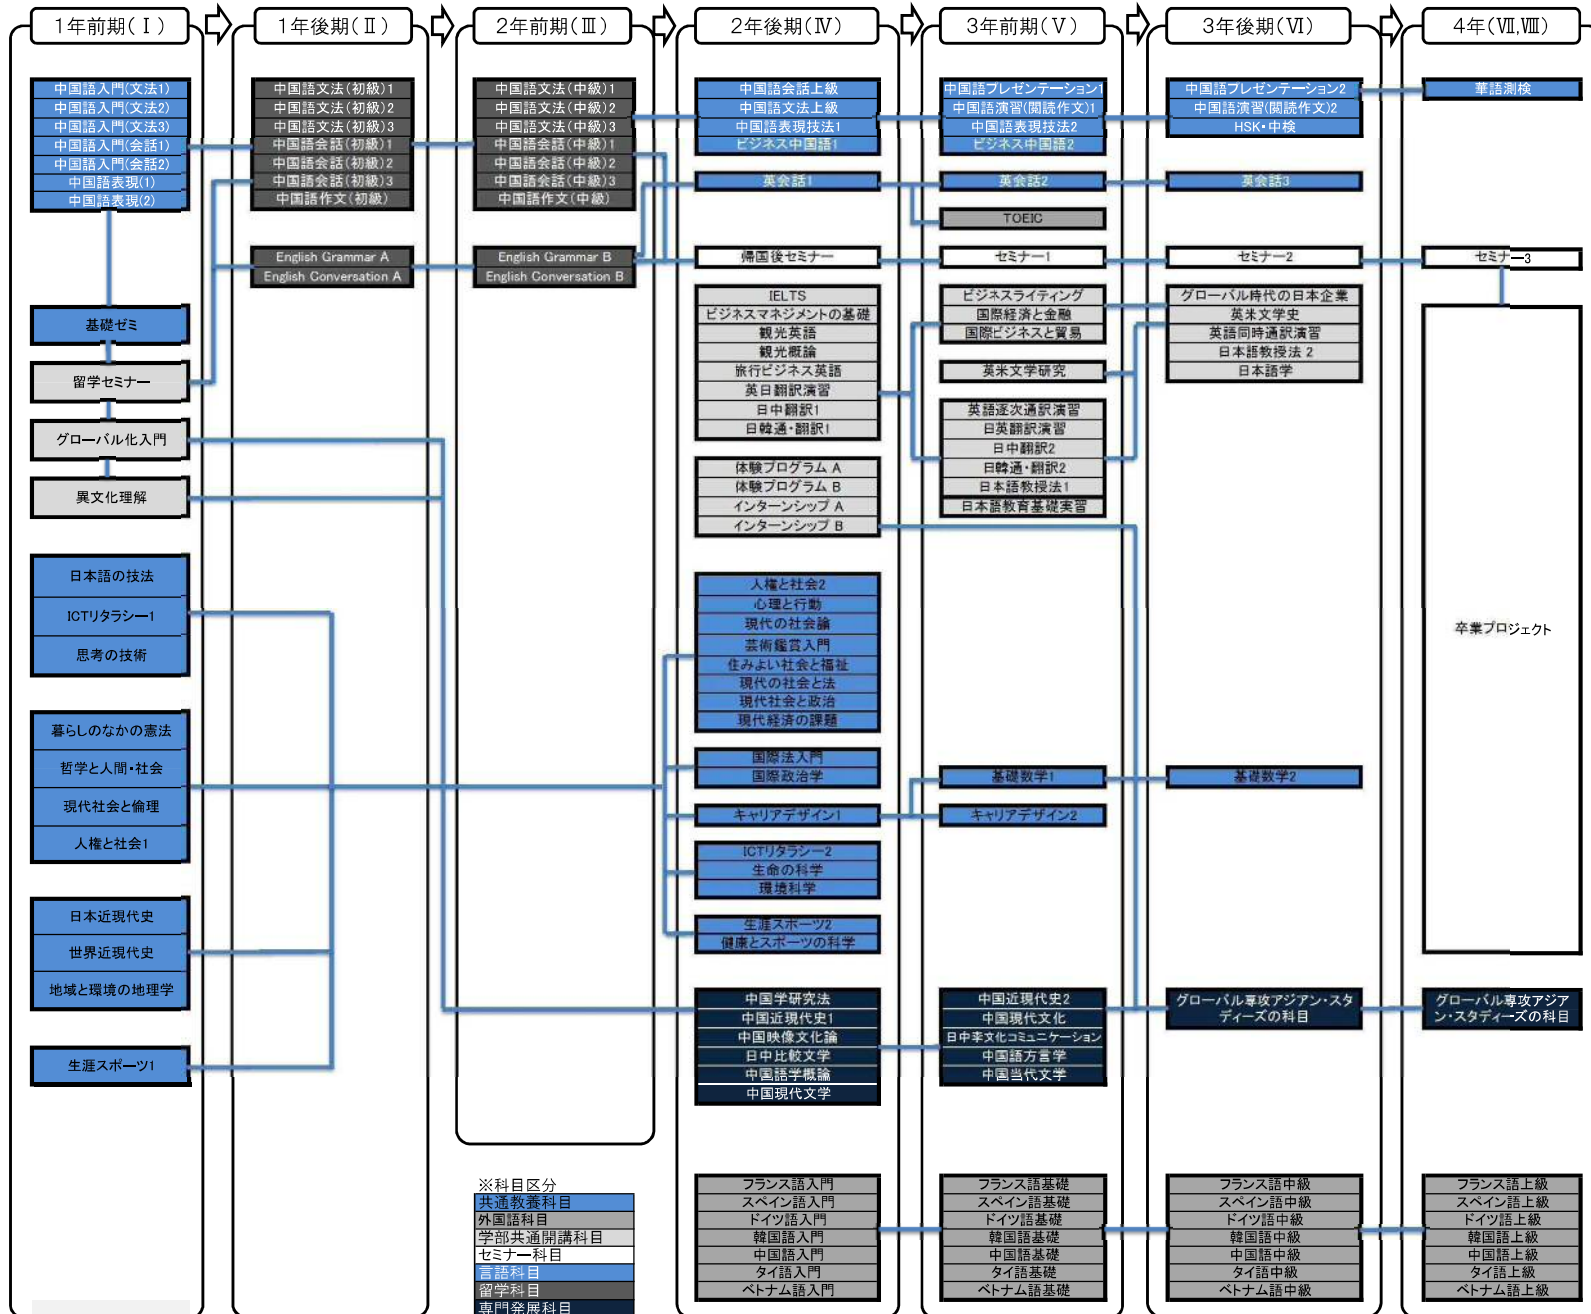 1年前期(Ⅰ)
1年後期(Ⅱ)
2年前期(Ⅲ)
2年後期(Ⅳ)
3年前期(Ⅴ)
3年後期(Ⅵ)
4年(Ⅶ,Ⅷ)
中国語入門(文法1)
中国語入門(文法2)
中国語入門(文法3)
中国語入門(会話1)
中国語入門(会話2)
中国語表現(1)
中国語表現(2)
基礎ゼミ
留学セミナー
グローバル化入門
異文化理解
日本語の技法
ICTリタラシー1
思考の技術
暮らしのなかの憲法
哲学と人間・社会
現代社会と倫理
人権と社会1
日本近現代史
世界近現代史
地域と環境の地理学
生涯スポーツ1
中国語文法(初級)1
中国語文法(初級)2
中国語文法(初級)3
中国語会話(初級)1
中国語会話(初級)2
中国語会話(初級)3
中国語作文(初級)
English Grammar A
English Conversation A
中国語文法(中級)1
中国語文法(中級)2
中国語文法(中級)3
中国語会話(中級)1
中国語会話(中級)2
中国語会話(中級)3
中国語作文(中級)
English Grammar B
English Conversation B
※科目区分
共通教養科目
外国語科目
学部共通開講科目
セミナー科目
言語科目
留学科目
専門発展科目
中国語会話上級
中国語文法上級
中国語表現技法1
ビジネス中国語1
英会話1
帰国後セミナー
IELTS
ビジネスマネジメントの基礎
観光英語
観光概論
旅行ビジネス英語
英日翻訳演習
日中翻訳1
日韓通・翻訳1
体験プログラム A
体験プログラム B
インターンシップ A
インターンシップ B
人権と社会2
心理と行動
現代の社会論
芸術鑑賞入門
住みよい社会と福祉
現代の社会と法
現代社会と政治
現代経済の課題
国際法入門
国際政治学
キャリアデザイン1
ICTリタラシー2
生命の科学
環境科学
生涯スポーツ2
健康とスポーツの科学
中国学研究法
中国近現代史1
中国映像文化論
日中比較文学
中国語学概論
中国現代文学
フランス語入門
スペイン語入門
ドイツ語入門
韓国語入門
中国語入門
タイ語入門
ベトナム語入門
中国語プレゼンテーション1
中国語演習(閲読作文)1
中国語表現技法2
ビジネス中国語2
英会話2
TOEIC
セミナー1
ビジネスライティング
国際経済と金融
国際ビジネスと貿易
英米文学研究
英語逐次通訳演習
日英翻訳演習
日中翻訳2
日韓通・翻訳2
日本語教授法1
日本語教育基礎実習
基礎数学1
キャリアデザイン2
中国近現代史2
中国現代文化
日中李文化コミュニケーション
中国語方言学
中国当代文学
フランス語基礎
スペイン語基礎
ドイツ語基礎
韓国語基礎
中国語基礎
タイ語基礎
ベトナム語基礎
中国語プレゼンテーション2
中国語演習(閲読作文)2
HSK・中検
英会話3
セミナー2
グローバル時代の日本企業
英米文学史
英語同時通訳演習
日本語教授法 2
日本語学
基礎数学2
グローバル専攻アジアン・スタ
ディーズの科目
フランス語中級
スペイン語中級
ドイツ語中級
韓国語中級
中国語中級
タイ語中級
ベトナム語中級
華語測検
セミナー3
卒業プロジェクト
グローバル専攻アジア
ン・スタディーズの科目
フランス語上級
スペイン語上級
ドイツ語上級
韓国語上級
中国語上級
タイ語上級
ベトナム語上級